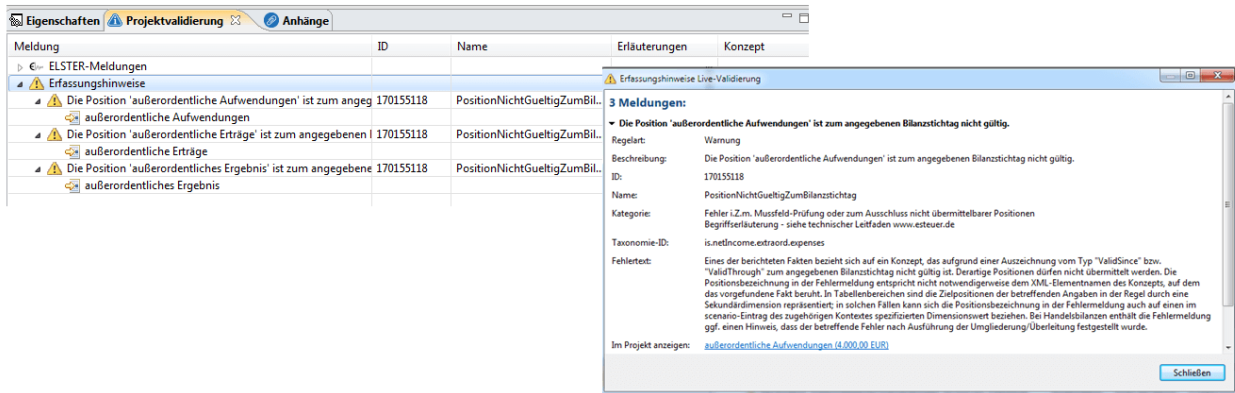 Eigenschaften Projektvalidierung Anhänge
Meldung ID Name Erläuterungen Konzept
ELSTER-Meldungen
Erfassungshinweise
Die Position 'außerordentliche Aufwendungen' ist zum angeg 170155118 PositionNichtGueltigZumBil...
außerordentliche Aufwendungen
Die Position 'außerordentliche Erträge' ist zum angegebenen 170155118 PositionNichtGueltigZumBil...
außerordentliche Erträge
Die Position 'außerordentliches Ergebnis' ist zum angegebene 170155118 PositionNichtGueltigZumBil...
außerordentliches Ergebnis
Erfassungshinweise Live-Validierung
3 Meldungen:
Die Position 'außerordentliche Aufwendungen' ist zum angegebenen Bilanzstichtag nicht gültig.
Regelart: Warnung
Beschreibung: Die Position 'außerordentliche Aufwendungen' ist zum angegebenen Bilanzstichtag nicht gültig.
ID: 170155118
Name: PositionNichtGueltigZumBilanzstichtag
Kategorie: Fehler i.Z.m. Mussfeld-Prüfung oder zum Ausschluss nicht übermittelbarer Positionen
Begriffserläuterung - siehe technischer Leitfaden www.esteuer.de
Taxonomie-ID: is.netIncome.extraord.expenses
Fehlertext: Eines der berichteten Fakten bezieht sich auf ein Konzept, das aufgrund einer Auszeichnung vom Typ "ValidSince" bzw.
"ValidThrough" zum angegebenen Bilanzstichtag nicht gültig ist. Derartige Positionen dürfen nicht übermittelt werden. Die
Positionsbezeichnung in der Fehlermeldung entspricht nicht notwendigerweise dem XML-Elementnamen des Konzepts, auf dem
das vorgefundene Fakt beruht. In Tabellenbereichen sind die Zielpositionen der betreffenden Angaben in der Regel durch eine
Sekundärdimension repräsentiert; in solchen Fällen kann sich die Positionsbezeichnung in der Fehlermeldung auch auf einen im
scenario-Eintrag des zugehörigen Kontextes spezifizierten Dimensionswert beziehen. Bei Handelsbilanzen enthält die Fehlermeldung
ggf. einen Hinweis, dass der betreffende Fehler nach Ausführung der Umgliederung/Überleitung festgestellt wurde.
Im Projekt anzeigen: außerordentliche Aufwendungen (4.000,00 EUR)
Schließen